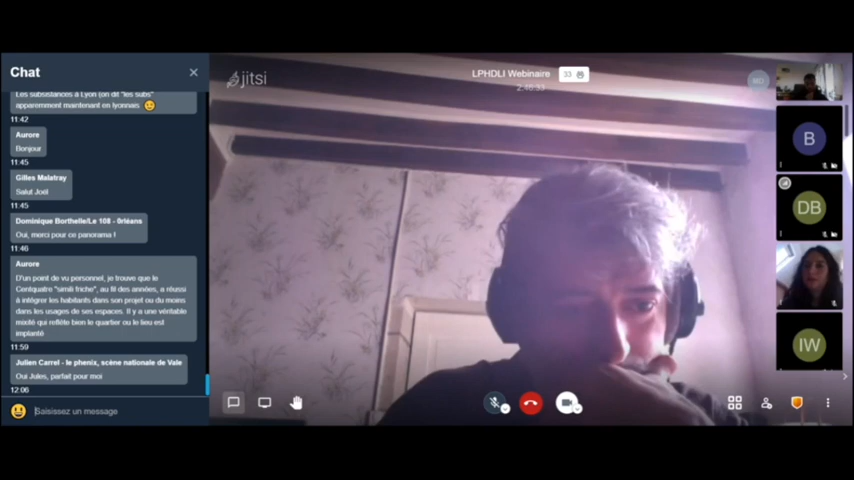 Chat
Les subsistances à Lyon (on dit "les subs"
apparemment maintenant en lyonnais
11:42
Aurore
Bonjour
11:45
Gilles Malatray
Salut Joël
11:45
Dominique Borthelle/Le 108 - 0rléans
Oui, merci pour ce panorama !
11:46
Aurore
D'un point de vu personnel, je trouve que le
Centquatre "simili friche", au fil des années, a réussi
à intégrer les habitants dans son projet ou du moins
dans les usages de ses espaces. Il y a une véritable
mixité qui reflète bien le quartier ou le lieu est
implanté
11:59
Julien Carrel - le phenix, scène nationale de Vale
Oui Jules, parfait pour moi
12:06
Saisissez un message
jitsi
LPHDLI Webinaire
33
B
DB
IW